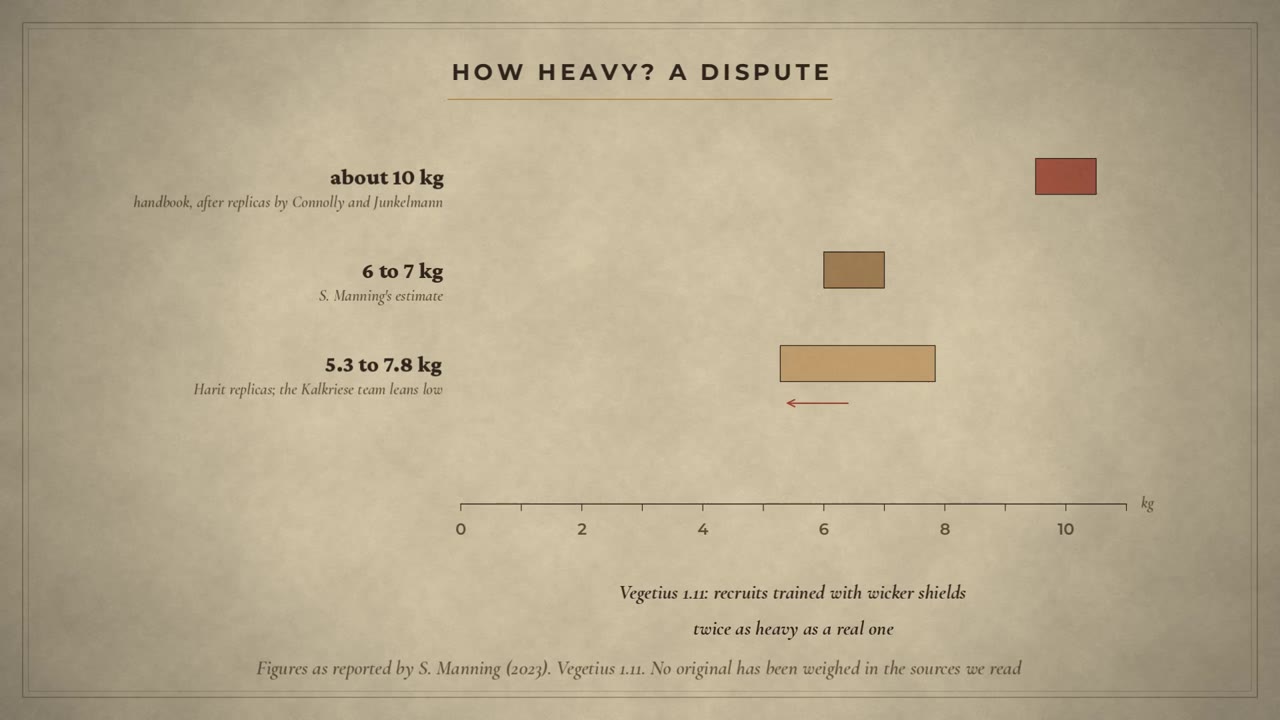 HOW HEAVY? A DISPUTE
about 10 kg
handbook, after replicas by Connolly and Junkelmann
6 to 7 kg
S. Manning's estimate
5.3 to 7.8 kg
Harit replicas; the Kalkriese team leans low
kg
0 2 4 6 8 10
Vegetius 1.11: recruits trained with wicker shields
twice as heavy as a real one
Figures as reported by S. Manning (2023). Vegetius 1.11. No original has been weighed in the sources we read